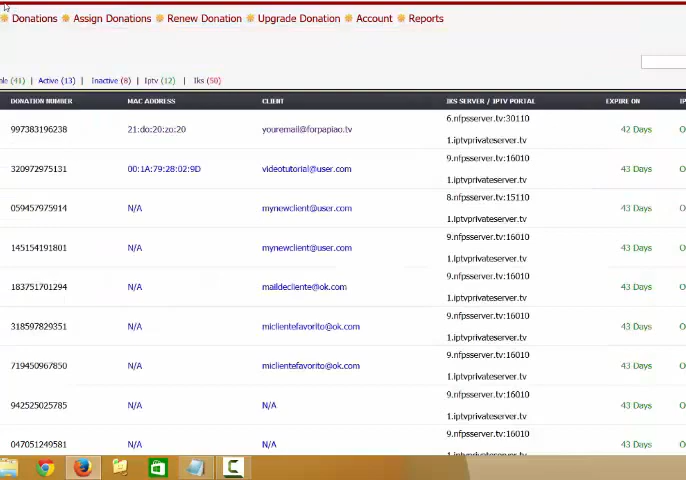 Donations Assign Donations Renew Donation Upgrade Donation Account Reports
(41) | Active (13) | Inactive (8) | Iptv (12) | Iks (50)
DONATION NUMBER MAC ADDRESS CLIENT IKS SERVER / IPTV PORTAL EXPIRE ON
997383196238 21:do:20:zo:20 youremail@forpapiao.tv 6.nfpsserver.tv:30110 42 Days
1.iptvprivateserver.tv
320972975131 00:1A:79:28:02:9D videotutorial@user.com 9.nfpsserver.tv:16010 43 Days
1.iptvprivateserver.tv
059457975914 N/A mynewclient@user.com 8.nfpsserver.tv:15110 43 Days
1.iptvprivateserver.tv
145154191801 N/A mynewclient@user.com 9.nfpsserver.tv:16010 43 Days
1.iptvprivateserver.tv
183751701294 N/A maildecliente@ok.com 9.nfpsserver.tv:16010 43 Days
1.iptvprivateserver.tv
318597829351 N/A miclientefavorito@ok.com 9.nfpsserver.tv:16010 43 Days
1.iptvprivateserver.tv
719450967850 N/A miclientefavorito@ok.com 9.nfpsserver.tv:16010 43 Days
1.iptvprivateserver.tv
942525025785 N/A N/A 9.nfpsserver.tv:16010 43 Days
1.iptvprivateserver.tv
047051249581 N/A N/A 9.nfpsserver.tv:16010 43 Days
1.iptvprivateserver.tv